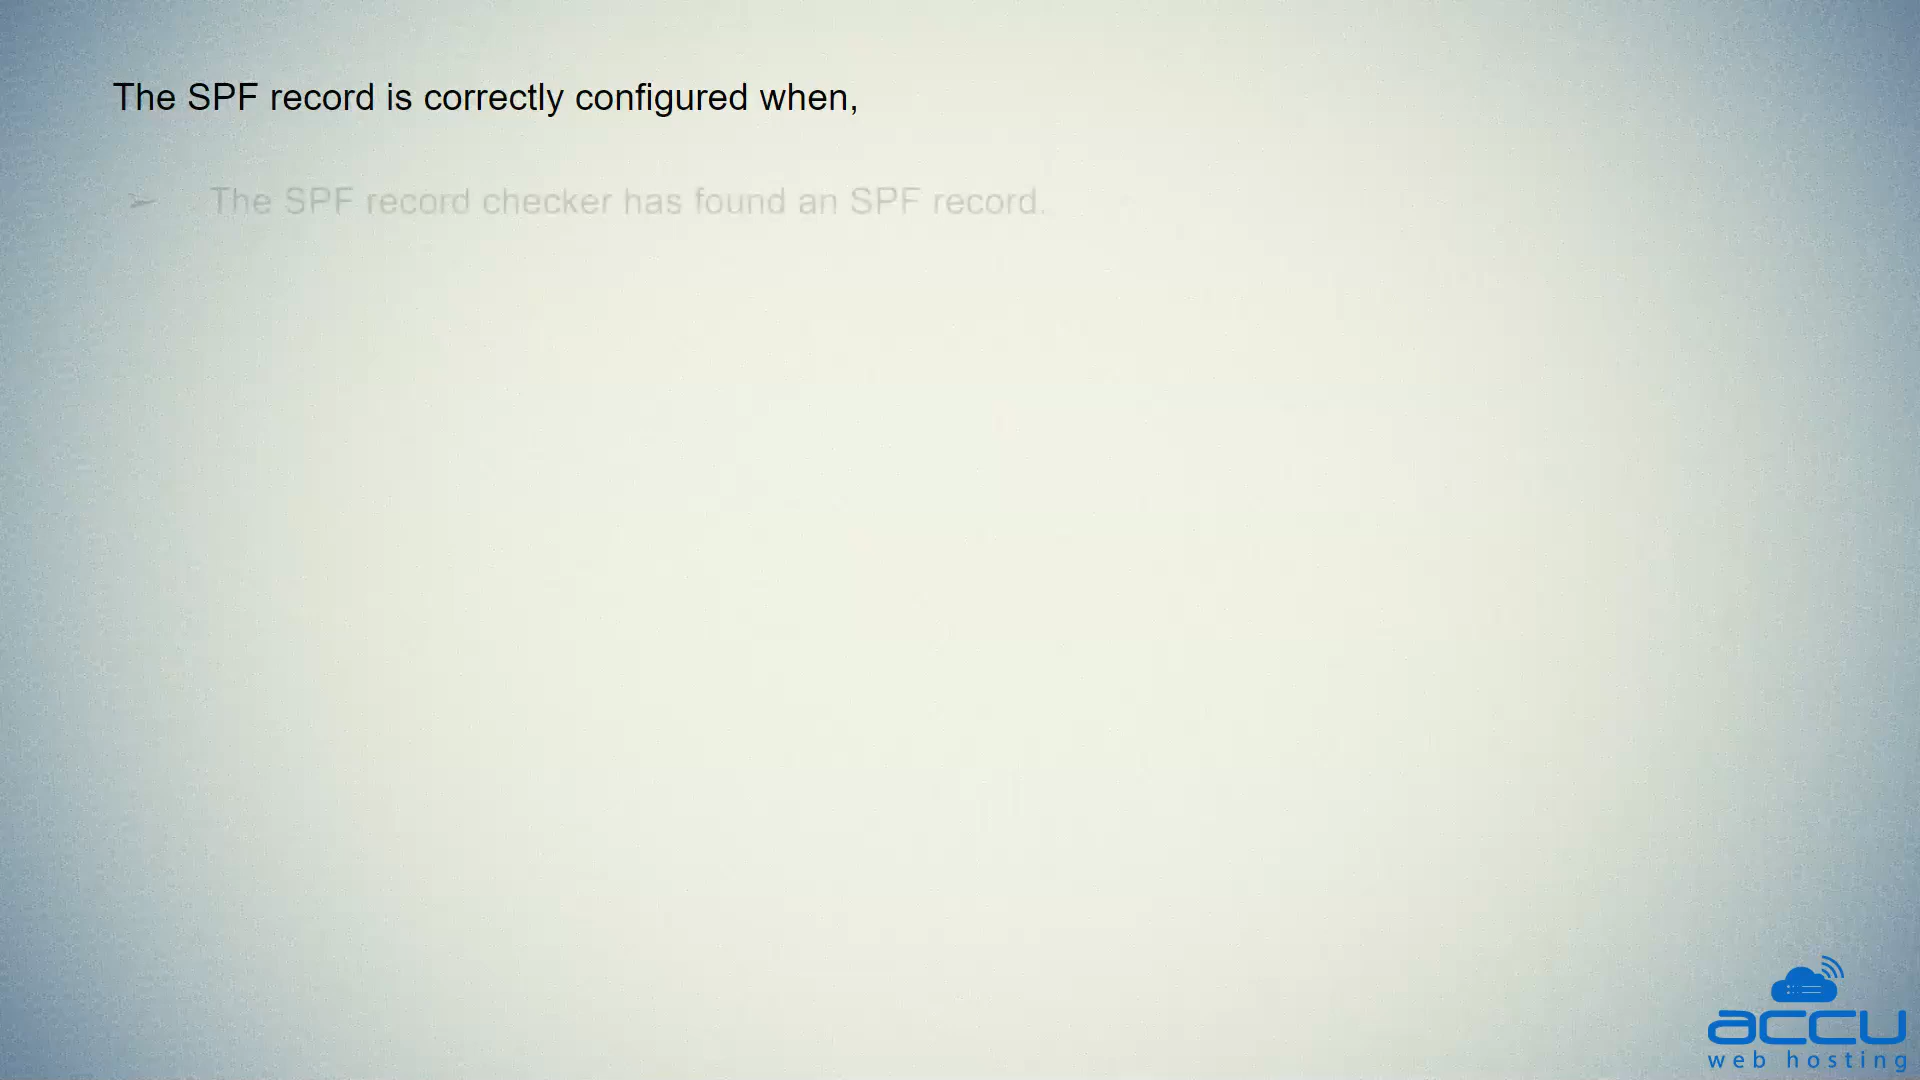 The SPF record is correctly configured when,
➢ The SPF record checker has found an SPF record.
accu
web hosting